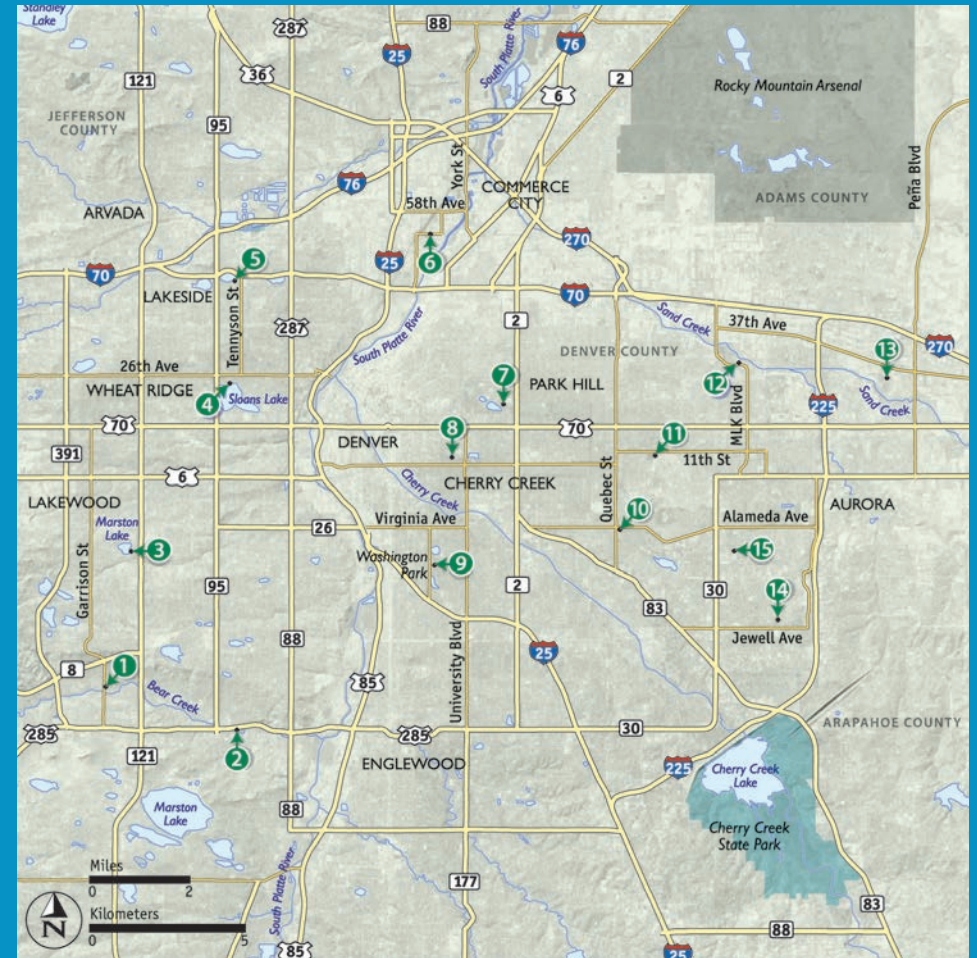 Standley
Lake
287
88
25
76
36
121
South Platte River
6
2
Rocky Mountain Arsenal
JEFFERSON
COUNTY
95
York St
Peña Blvd
76
COMMERCE
CITY
58th Ave
ADAMS COUNTY
ARVADA
270
25
6
5
70
LAKESIDE
Tennyson St
70
287
2
South Platte River
Sand Creek
37th Ave
270
DENVER COUNTY
13
26th Ave
WHEAT RIDGE
7
PARK HILL
12
4
Sloans Lake
MLK Blvd
225
Sand Creek
70
70
8
11
DENVER
391
11th St
6
CHERRY CREEK
Quebec St
LAKEWOOD
Cherry Creek
10
AURORA
Marston
Lake
26
Virginia Ave
Alameda Ave
3
Washington
Park
9
15
Garrison St
95
2
30
14
83
88
Jewell Ave
8
1
25
85
University Blvd
Bear Creek
285
285
30
ARAPAHOE COUNTY
121
2
ENGLEWOOD
225
Cherry Creek
Lake
Marston
Lake
88
Cherry Creek
State Park
Miles
0 2
177
South Platte River
Kilometers
0 5
N
83
88
85
25